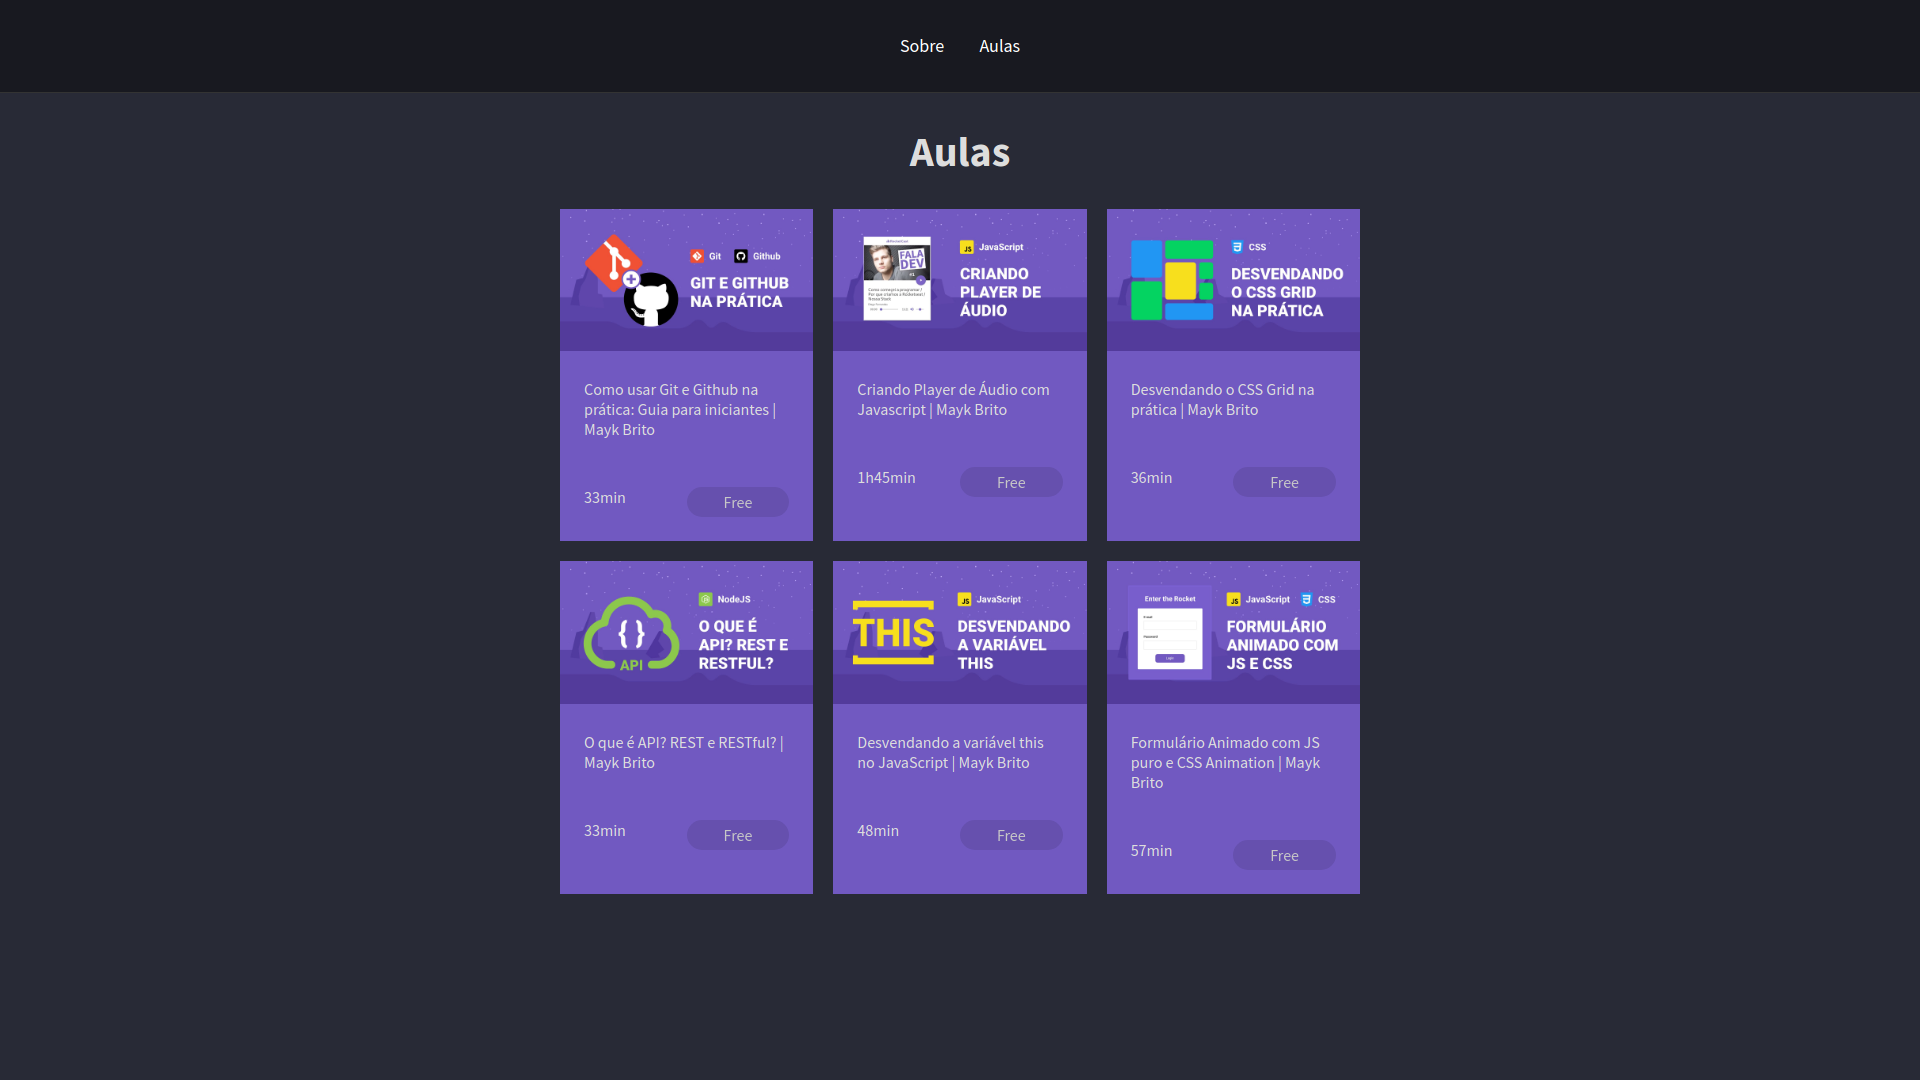 Sobre
Aulas
Aulas
Git
Github
GIT E GITHUB
NA PRÁTICA
Como usar Git e Github na
prática: Guia para iniciantes |
Mayk Brito
33min
Free
FALA
DEV
JavaScript
CRIANDO
PLAYER DE
ÁUDIO
Criando Player de Áudio com
Javascript | Mayk Brito
1h45min
Free
CSS
DESVENDANDO
O CSS GRID
NA PRÁTICA
Desvendando o CSS Grid na
prática | Mayk Brito
36min
Free
{ }
API
NodeJS
O QUE É
API? REST E
RESTFUL?
O que é API? REST e RESTful? |
Mayk Brito
33min
Free
THIS
JS
JavaScript
DESVENDANDO
A VARIÁVEL
THIS
Desvendando a variável this
no JavaScript | Mayk Brito
48min
Free
Enter the Rocket
JS
JavaScript
CSS
FORMULÁRIO
ANIMADO COM
JS E CSS
Formulário Animado com JS
puro e CSS Animation | Mayk
Brito
57min
Free